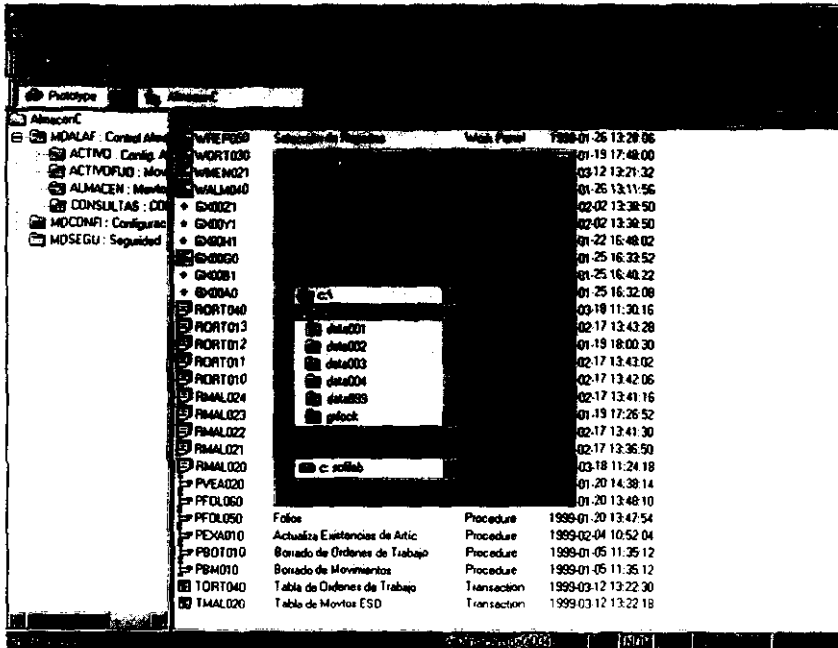 Prototype AlmacenC
AlmacenC
MDALAF : Control Alm
ACTIVO : Config. A
ACTIVOFIJO : Mov
ALMACEN : Movto
CONSULTAS : CO
MDCONFI : Configurac
MDSEGU : Seguridad
WREP050 Selección de Reportes Work Panel 1999-01-26 13:28:06
WORT030 01-19 17:48:00
WMEN021 03-12 13:21:32
WALM040 01-26 13:11:56
GX00Z1 02-02 13:38:50
GX00Y1 02-02 13:38:50
GX00H1 01-22 16:48:02
GX00G0 01-25 16:33:52
GX00B1 01-25 16:40:22
GX00A0 01-25 16:32:08
c:\
RORT040 03-18 11:30:16
RORT013 data001 02-17 13:43:28
RORT012 data002 01-19 18:00:30
RORT011 data003 02-17 13:43:02
RORT010 data004 02-17 13:42:06
RMAL024 data999 02-17 13:41:16
RMAL023 gxlock 01-19 17:26:52
RMAL022 02-17 13:41:30
RMAL021 02-17 13:36:50
RMAL020 c: sofilab 03-18 11:24:18
PVEA020 01-20 14:38:14
PFOL060 01-20 13:48:10
PFOL050 Folios Procedure 1999-01-20 13:47:54
PEXA010 Actualiza Existencias de Artic Procedure 1999-02-04 10:52:04
PBOT010 Borrado de Ordenes de Trabajo Procedure 1999-01-05 11:35:12
PBM010 Borrado de Movimientos Procedure 1999-01-05 11:35:12
TORT040 Tabla de Ordenes de Trabajo Transaction 1999-03-12 13:22:30
TMAL020 Tabla de Movtos ESD Transaction 1999-03-12 13:22:18
NUM